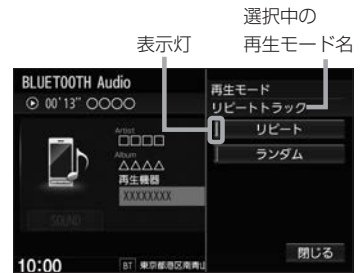 選択中の
再生モード名
表示灯
BLUETOOTH Audio
00'13" ○○○○
再生モード
リピートトラック
Artist
□□□□
Album
△△△△
再生機器
XXXXXXXX
リピート
ランダム
SOUND
閉じる
10:00
BT 東京都港区南青山